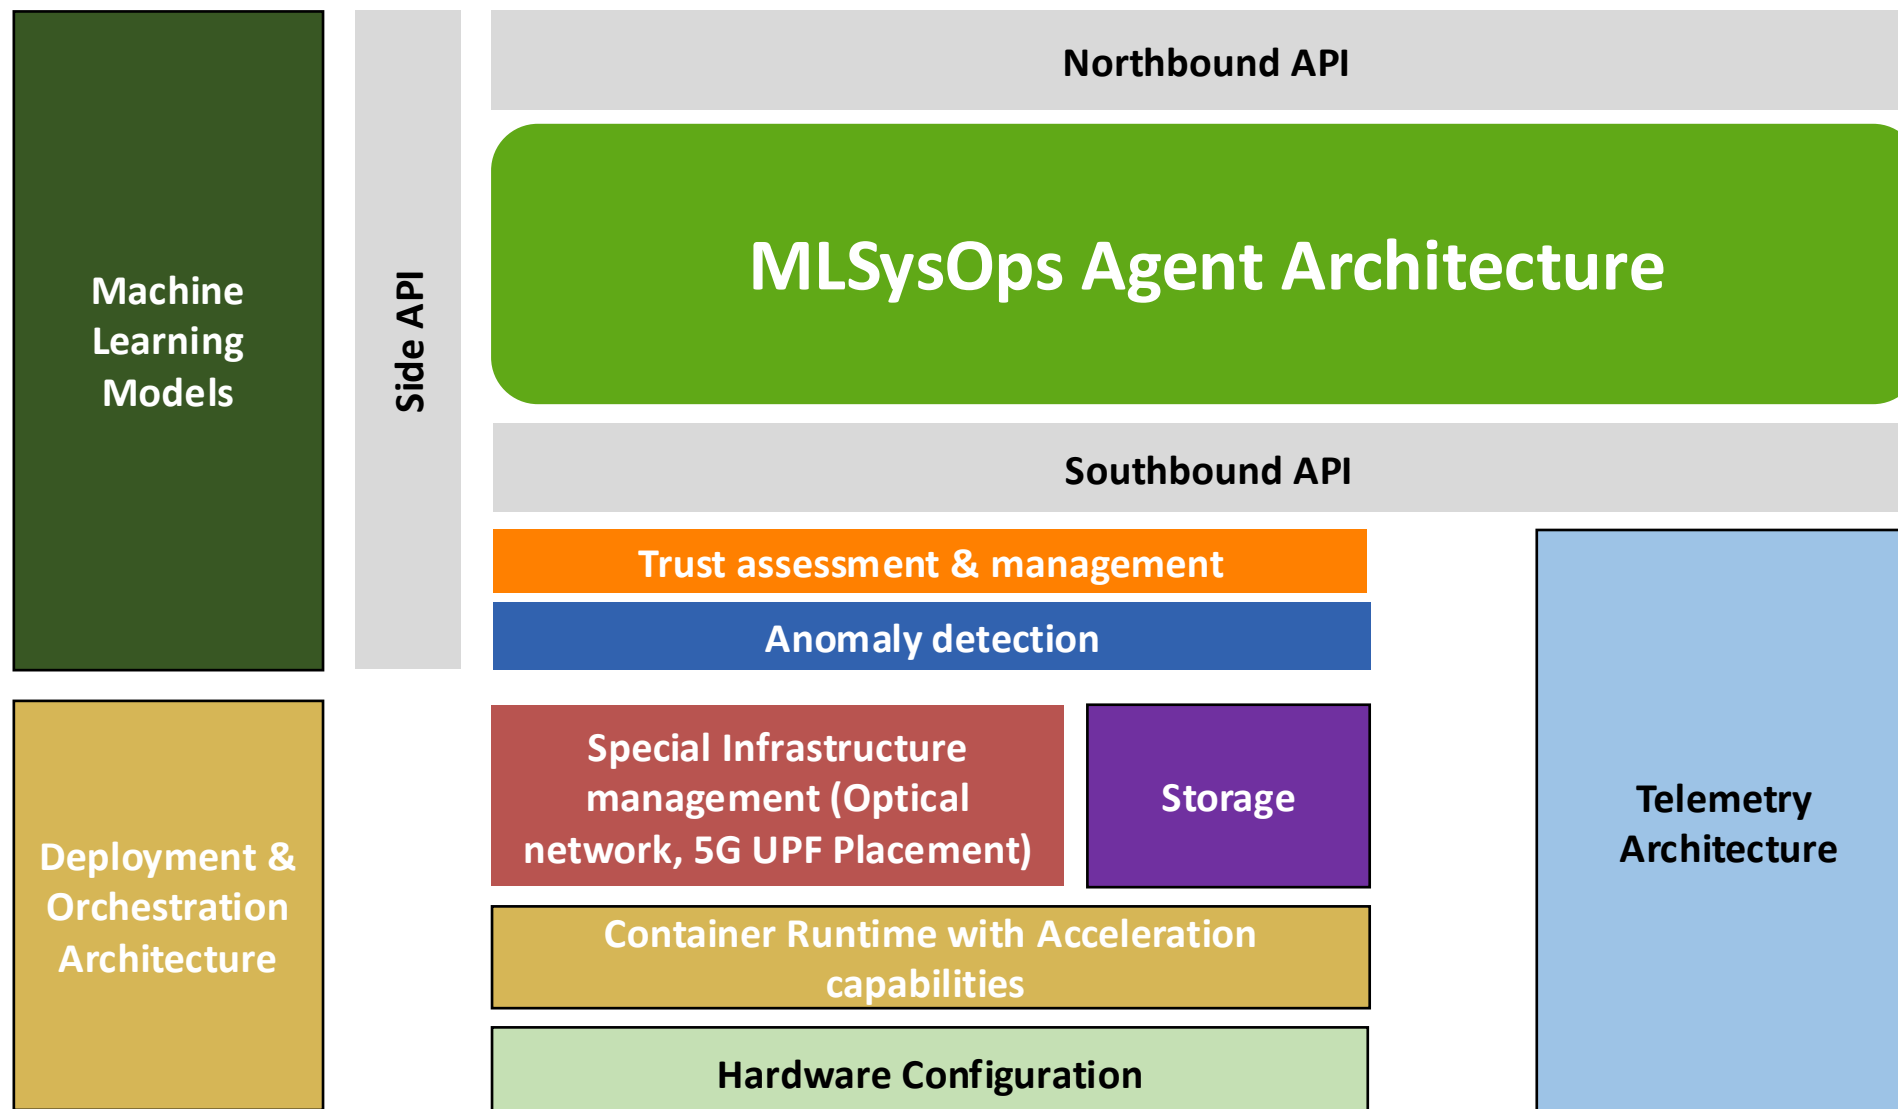 Machine
Learning
Models
Side API
Northbound API
MLSysOps Agent Architecture
Southbound API
Trust assessment & management
Anomaly detection
Special Infrastructure
management (Optical
network, 5G UPF Placement)
Storage
Telemetry
Architecture
Deployment &
Orchestration
Architecture
Container Runtime with Acceleration
capabilities
Hardware Configuration